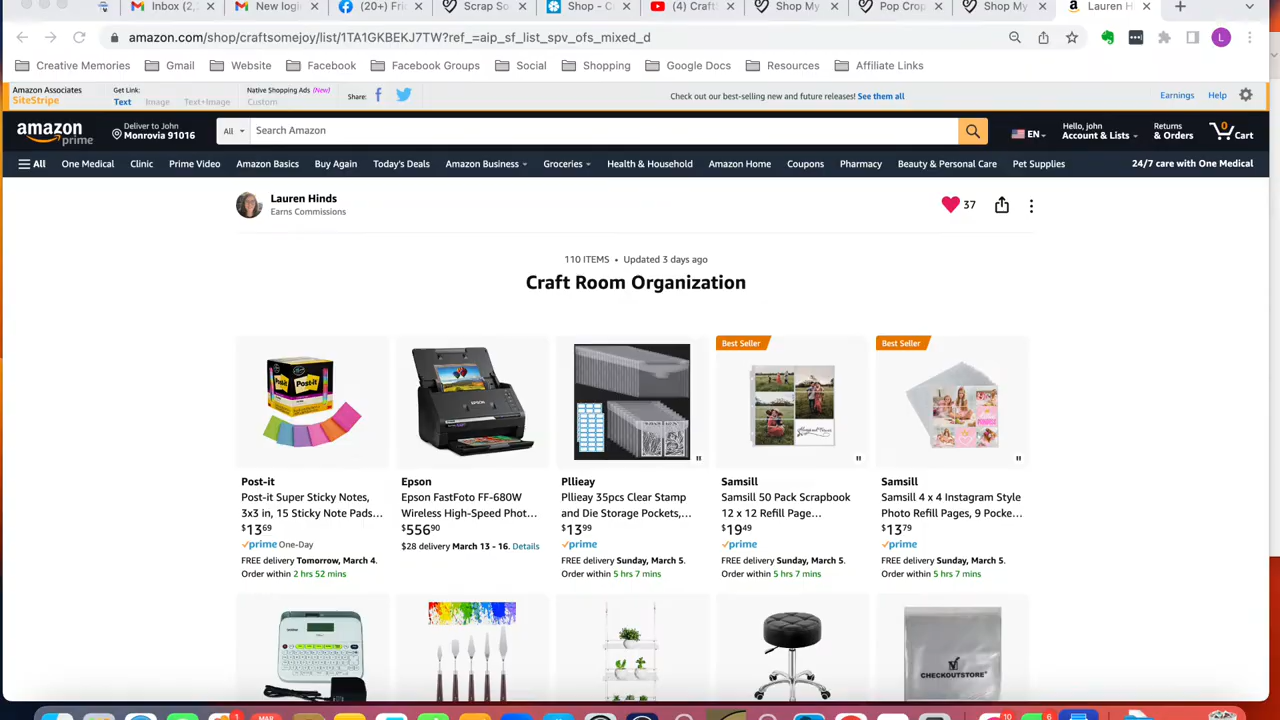 Inbox (2,
New login
(20+) Fri
Scrap So
Shop – C
(4) Craft
Shop My
Pop Crop
Shop My
Lauren H
amazon.com/shop/craftsomejoy/list/1TA1GKBEKJ7TW?ref_=aip_sf_list_spv_ofs_mixed_d
L
Creative Memories
Gmail
Website
Facebook
Facebook Groups
Social
Shopping
Google Docs
Resources
Affiliate Links
Amazon Associates
SiteStripe
Get Link:
Text Image Text+Image
Native Shopping Ads (New)
Custom
Share:
Check out our best-selling new and future releases! See them all
Earnings
Help
amazon
prime
Deliver to John
Monrovia 91016
All
Search Amazon
EN
Hello, john
Account & Lists
Returns
& Orders
0
Cart
All
One Medical
Clinic
Prime Video
Amazon Basics
Buy Again
Today's Deals
Amazon Business
Groceries
Health & Household
Amazon Home
Coupons
Pharmacy
Beauty & Personal Care
Pet Supplies
24/7 care with One Medical
Lauren Hinds
Earns Commissions
37
110 ITEMS • Updated 3 days ago
Craft Room Organization
Best Seller
Best Seller
Post-it
Post-it
EPSON
Post-it
Post-it Super Sticky Notes,
3x3 in, 15 Sticky Note Pads...
$13 69
prime One-Day
FREE delivery Tomorrow, March 4.
Order within 2 hrs 52 mins
Epson
Epson FastFoto FF-680W
Wireless High-Speed Phot...
$556 90
$28 delivery March 13 - 16. Details
Pllieay
Pllieay 35pcs Clear Stamp
and Die Storage Pockets,...
$13 99
prime
FREE delivery Sunday, March 5.
Order within 5 hrs 7 mins
Samsill
Samsill 50 Pack Scrapbook
12 x 12 Refill Page...
$19 49
prime
FREE delivery Sunday, March 5.
Order within 5 hrs 7 mins
Samsill
Samsill 4 x 4 Instagram Style
Photo Refill Pages, 9 Pocke...
$13 79
prime
FREE delivery Sunday, March 5.
Order within 5 hrs 7 mins
brother
CHECKOUTSTORE
MAR
1
10
6